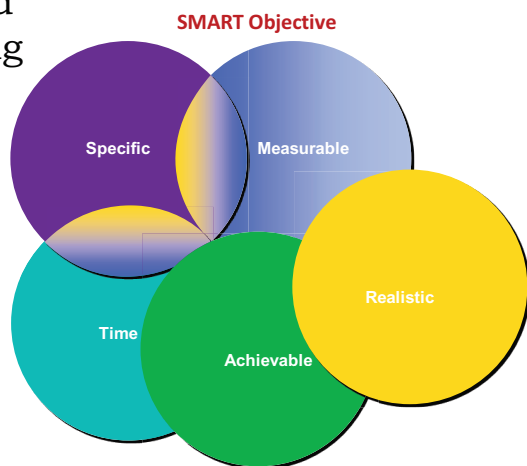 SMART Objective
Specific
Measurable
Realistic
Time
Achievable